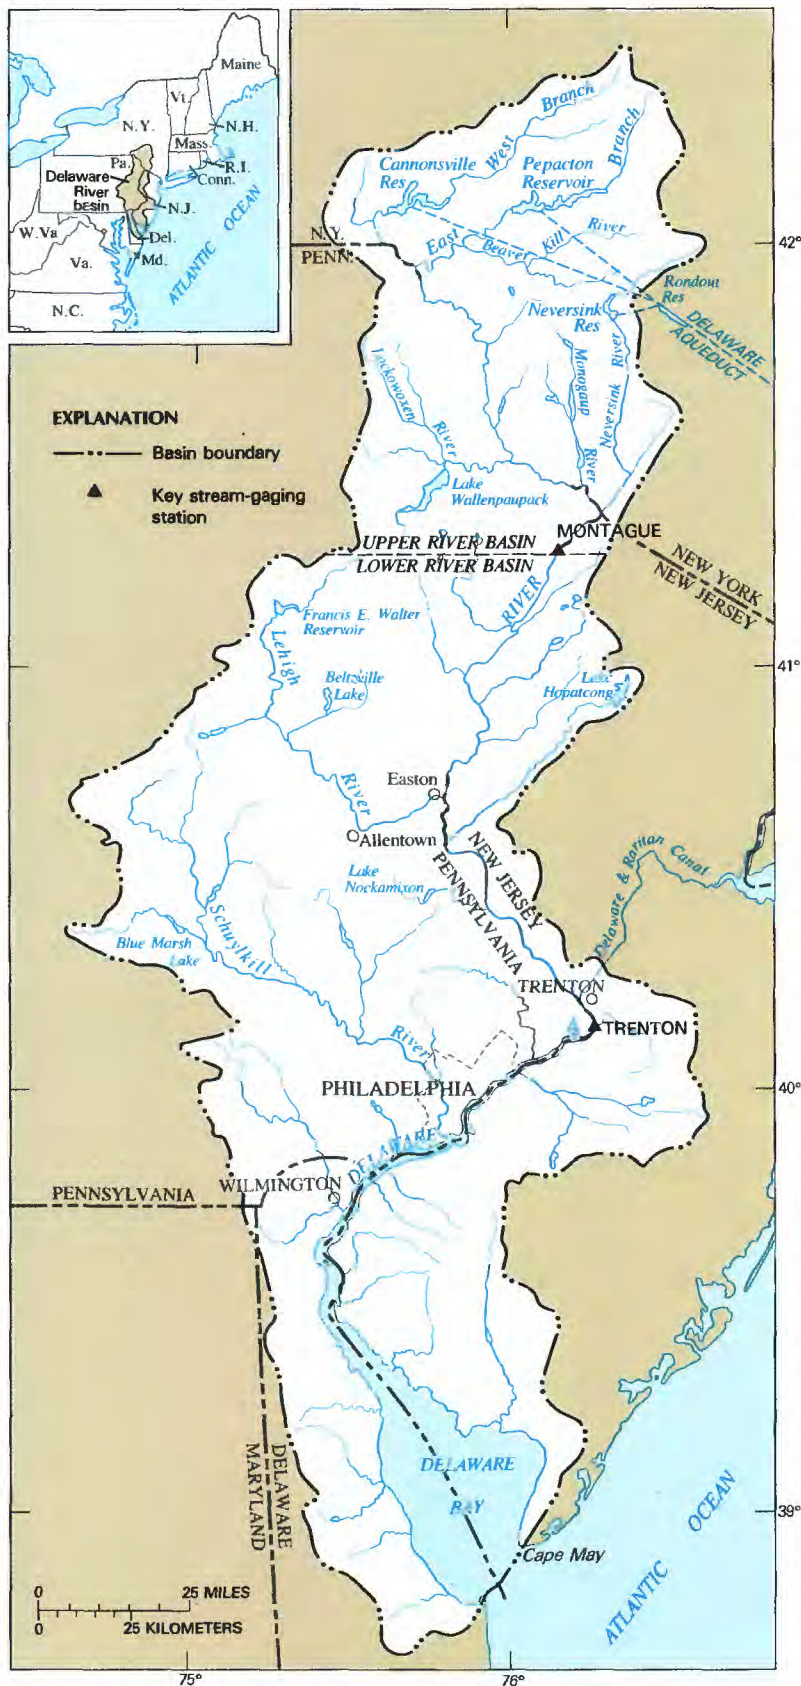 Maine
Vt.
N.Y.
N.H.
Mass.
R.I.
Conn.
Pa.
Delaware
River
basin
N.J.
W.Va
Del.
Md.
Va.
N.C.
ATLANTIC OCEAN
West Branch
Cannonsville
Res
Pepacton
Reservoir
Branch
East
Beaver Kill River
N.Y.
PENN.
42°
Rondout
Res
Neversink
Res
DELAWARE
AQUEDUCT
Lackawaxen River
Monogaup River
Neversink River
EXPLANATION
Basin boundary
Key stream-gaging
station
Lake
Wallenpaupack
MONTAGUE
UPPER RIVER BASIN
LOWER RIVER BASIN
NEW YORK
NEW JERSEY
RIVER
Francis E. Walter
Reservoir
Lehigh
41°
Beltzville
Lake
Lake
Hopatcong
River
Easton
Allentown
NEW JERSEY
PENNSYLVANIA
Delaware & Raritan Canal
Lake
Nockamixon
Schuylkill
Blue Marsh
Lake
TRENTON
TRENTON
River
PHILADELPHIA
40°
DELAWARE
WILMINGTON
PENNSYLVANIA
DELAWARE
MARYLAND
DELAWARE
BAY
39°
Cape May
ATLANTIC OCEAN
0 25 MILES
0 25 KILOMETERS
75°
76°